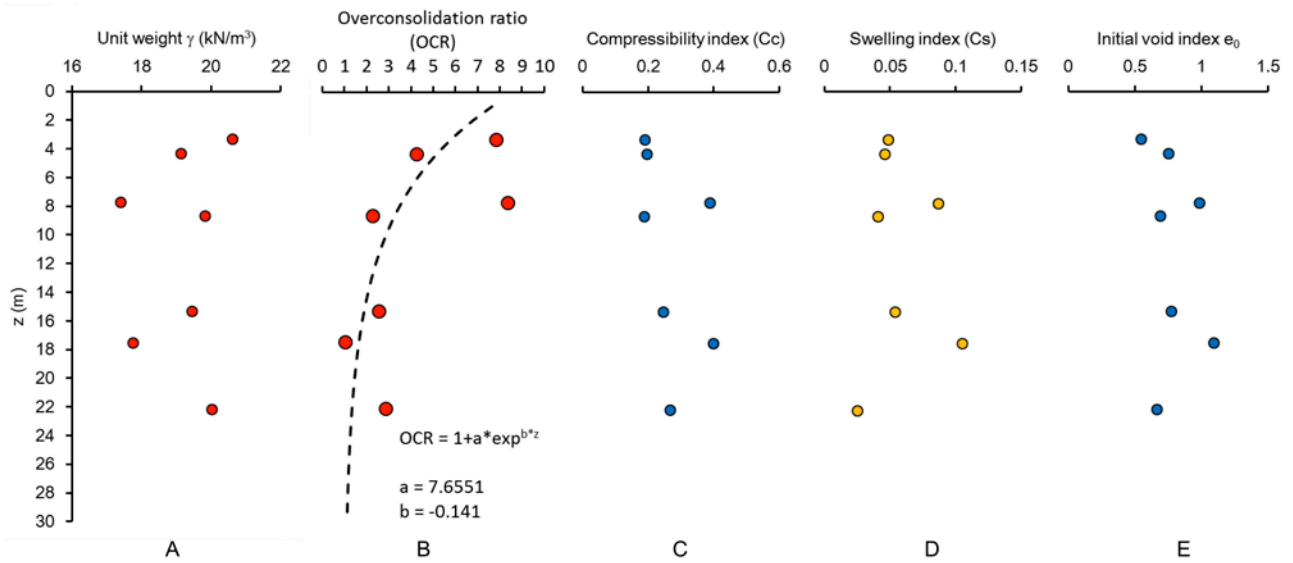 Unit weight γ (kN/m³)
16 18 20 22
Overconsolidation ratio
(OCR)
0 1 2 3 4 5 6 7 8 9 10
Compressibility index (Cc)
0 0.2 0.4 0.6
Swelling index (Cs)
0 0.05 0.1 0.15
Initial void index e₀
0 0.5 1 1.5
z (m)
0
2
4
6
8
10
12
14
16
18
20
22
24
26
28
30
OCR = 1+a*exp^b*z
a = 7.6551
b = -0.141
A
B
C
D
E